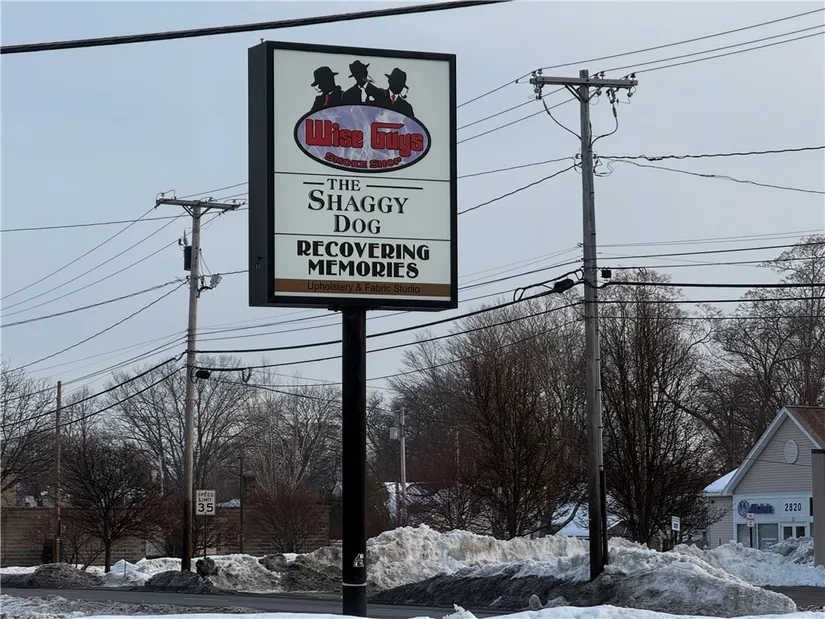 Wise Guys
SMOKE SHOP
THE
SHAGGY
DOG
RECOVERING
MEMORIES
Upholstery & Fabric Studio
SPEED
LIMIT
35
2820